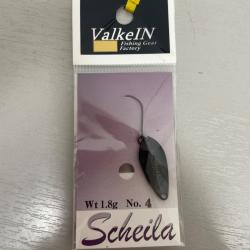 ValkeIN
Fishing Gear
Factory
Wt 1.8g No. 4
Scheila